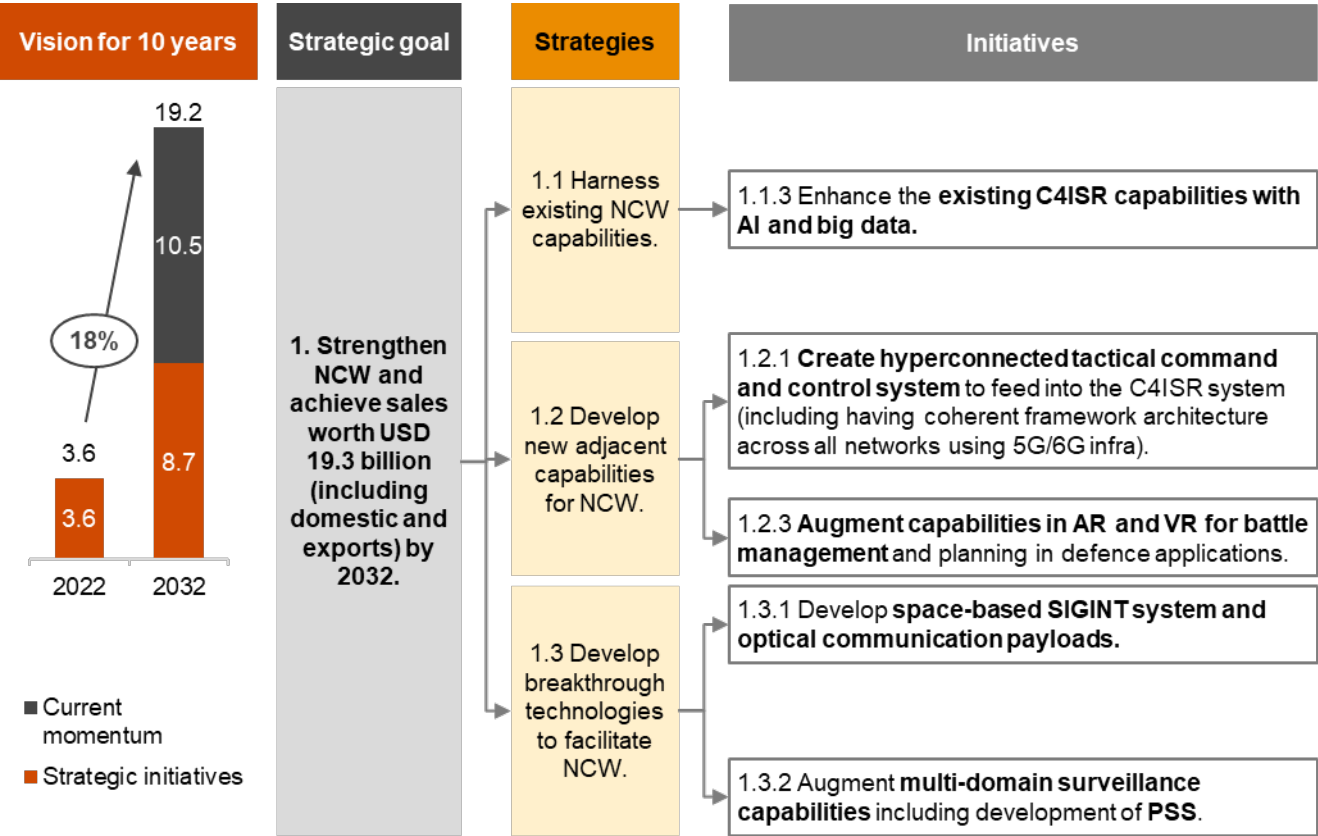 Vision for 10 years
Strategic goal
Strategies
Initiatives
19.2
10.5
18%
3.6
3.6
8.7
2022
2032
Current
momentum
Strategic initiatives
1. Strengthen
NCW and
achieve sales
worth USD
19.3 billion
(including
domestic and
exports) by
2032.
1.1 Harness
existing NCW
capabilities.
1.1.3 Enhance the existing C4ISR capabilities with
AI and big data.
1.2 Develop
new adjacent
capabilities
for NCW.
1.2.1 Create hyperconnected tactical command
and control system to feed into the C4ISR system
(including having coherent framework architecture
across all networks using 5G/6G infra).
1.2.3 Augment capabilities in AR and VR for battle
management and planning in defence applications.
1.3 Develop
breakthrough
technologies
to facilitate
NCW.
1.3.1 Develop space-based SIGINT system and
optical communication payloads.
1.3.2 Augment multi-domain surveillance
capabilities including development of PSS.